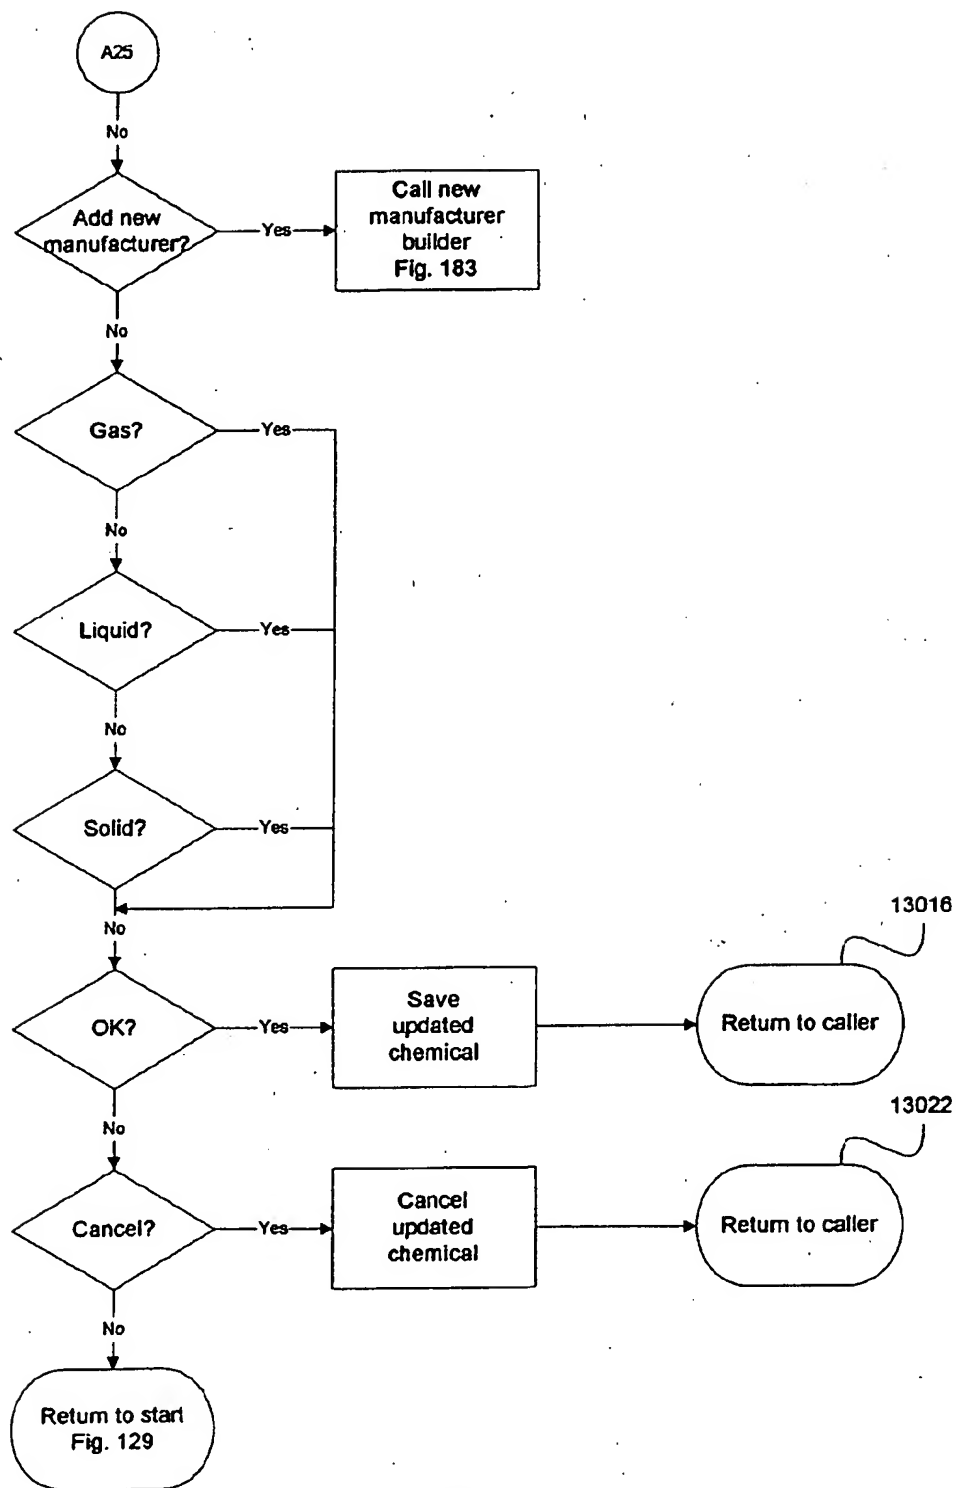 A25
No
Add new
manufacturer?
Yes
Call new
manufacturer
builder
Fig. 183
No
Gas?
Yes
No
Liquid?
Yes
No
Solid?
Yes
No
13016
OK?
Yes
Save
updated
chemical
Return to caller
No
13022
Cancel?
Yes
Cancel
updated
chemical
Return to caller
No
Return to start
Fig. 129